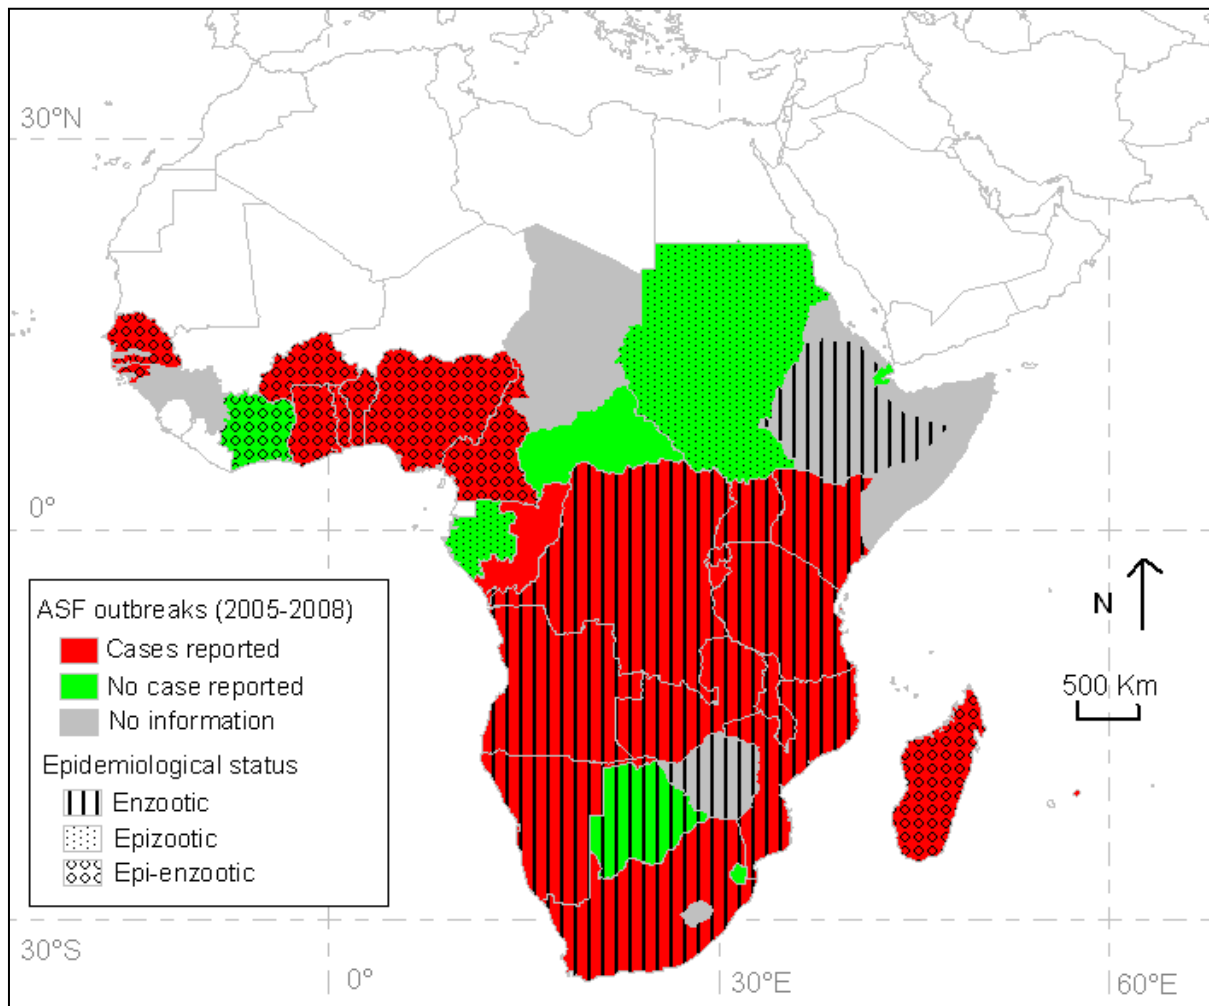 30°N
0°
ASF outbreaks (2005-2008)
Cases reported
No case reported
No information
Epidemiological status
Enzootic
Epizootic
Epi-enzootic
N
500 Km
30°S
0°
30°E
60°E